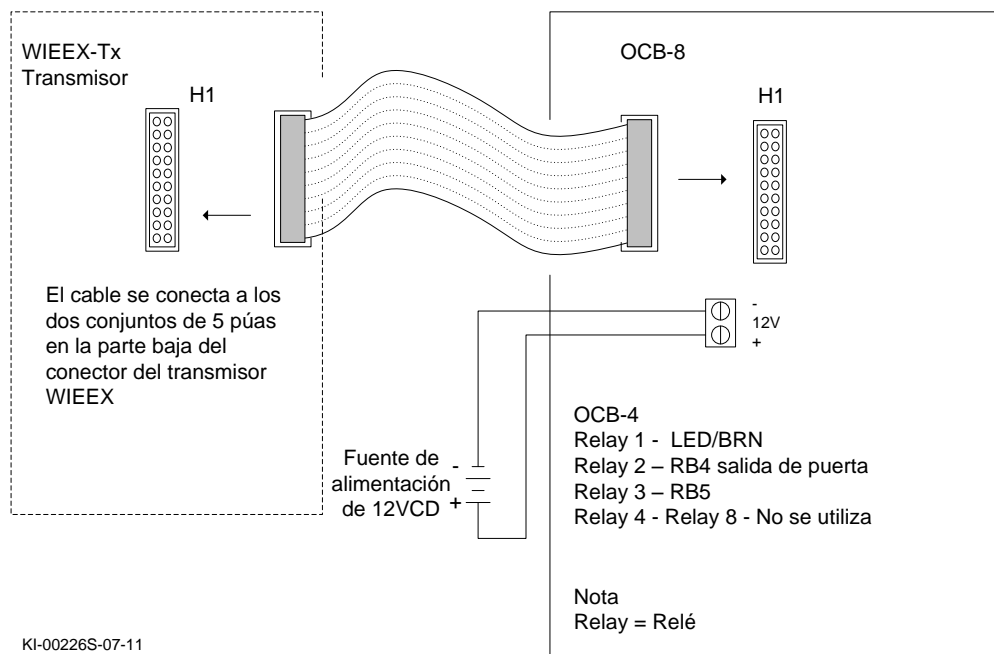 WIEEX-Tx
Transmisor
H1
OCB-8
H1
El cable se conecta a los
dos conjuntos de 5 púas
en la parte baja del
conector del transmisor
WIEEX
-
12V
+
Fuente de
alimentación
de 12VCD
-
+
OCB-4
Relay 1 - LED/BRN
Relay 2 – RB4 salida de puerta
Relay 3 – RB5
Relay 4 - Relay 8 - No se utiliza
Nota
Relay = Relé
KI-00226S-07-11